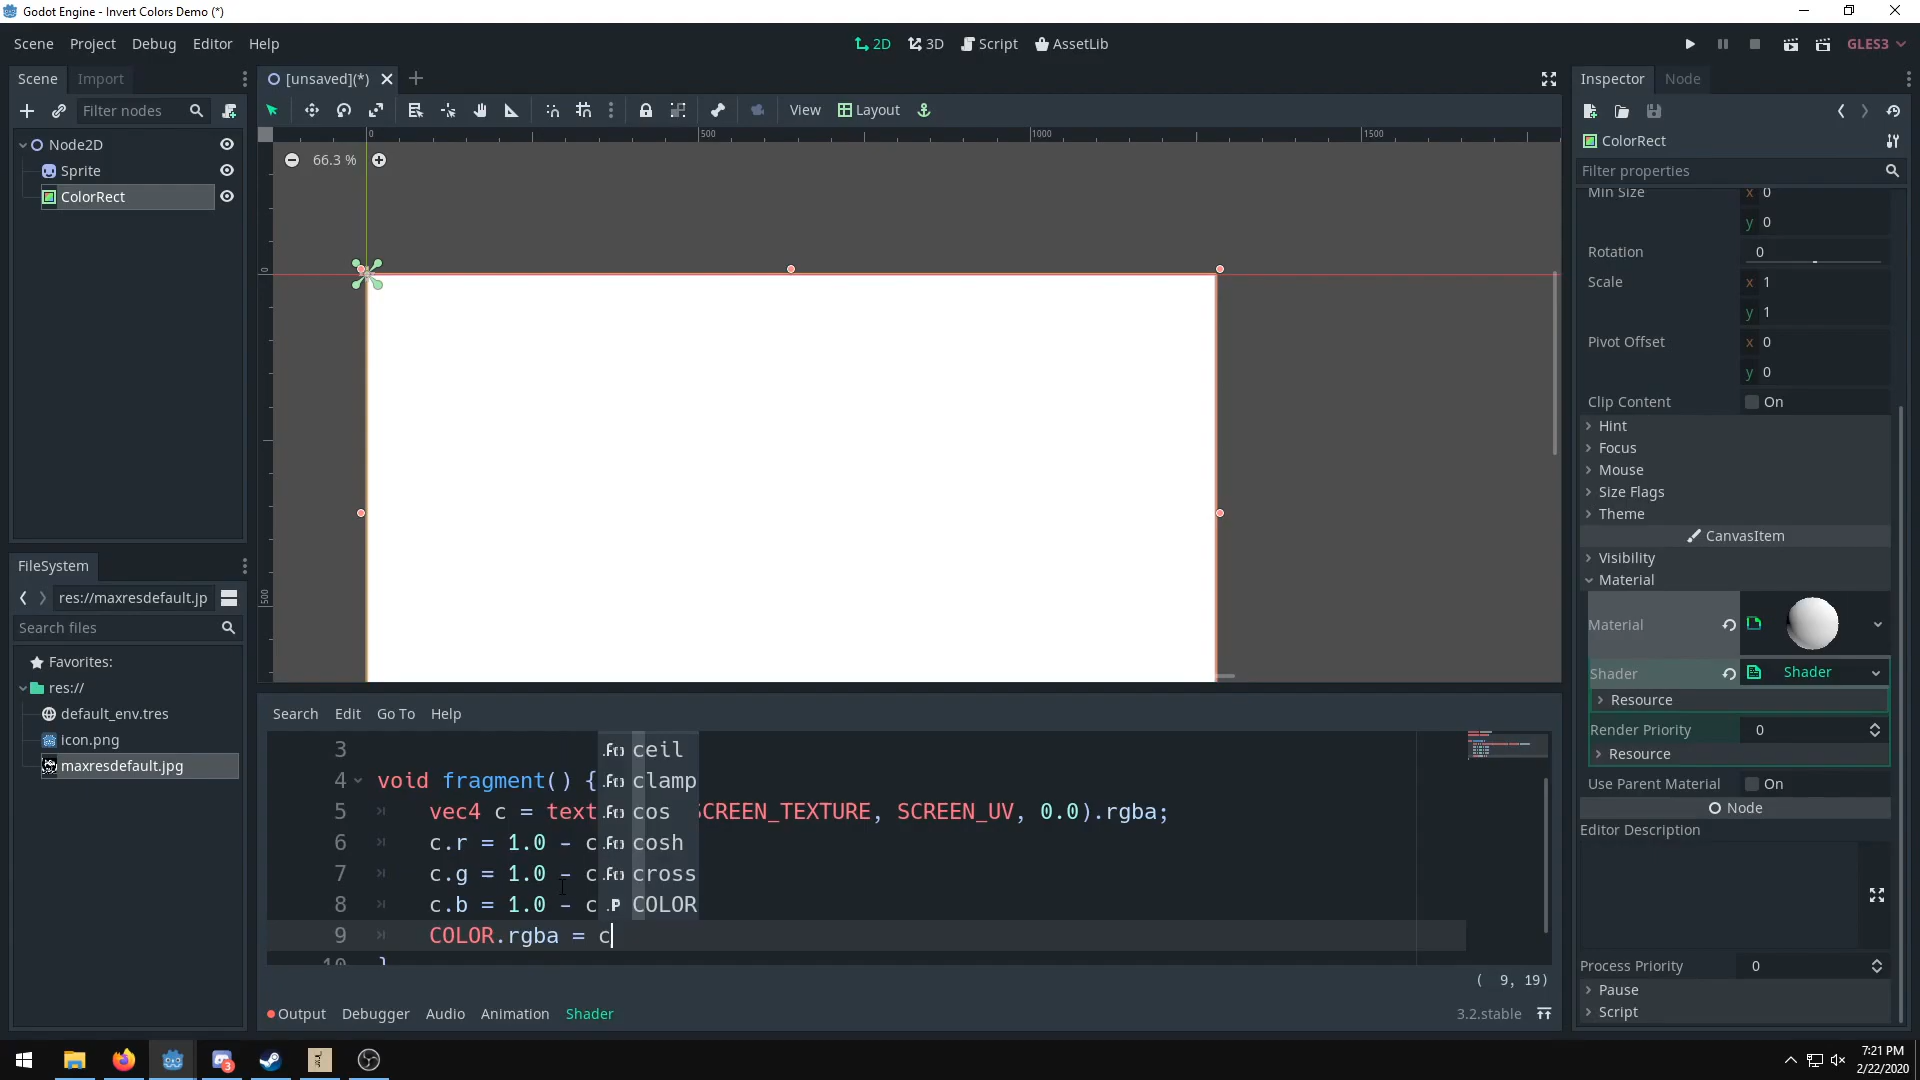 Godot Engine - Invert Colors Demo (*)
Scene Project Debug Editor Help
2D 3D Script AssetLib
GLES3
Scene Import
Filter nodes
Node2D
Sprite
ColorRect
[unsaved](*)
View Layout
0 500 1000 1500
66.3 %
0
500
FileSystem
res://maxresdefault.jp
Search files
Favorites:
res://
default_env.tres
icon.png
maxresdefault.jpg
Search Edit Go To Help
3
4 void fragment() {
5 vec4 c = text SCREEN_TEXTURE, SCREEN_UV, 0.0).rgba;
6 c.r = 1.0 - c
7 c.g = 1.0 - c
8 c.b = 1.0 - c
9 COLOR.rgba = c
10 }
ceil
clamp
cos
cosh
cross
COLOR
( 9, 19)
Output Debugger Audio Animation Shader
3.2.stable
Inspector Node
ColorRect
Filter properties
Min Size x 0
y 0
Rotation 0
Scale x 1
y 1
Pivot Offset x 0
y 0
Clip Content On
Hint
Focus
Mouse
Size Flags
Theme
CanvasItem
Visibility
Material
Material
Shader Shader
Resource
Render Priority 0
Resource
Use Parent Material On
Node
Editor Description
Process Priority 0
Pause
Script
3
7:21 PM
2/22/2020